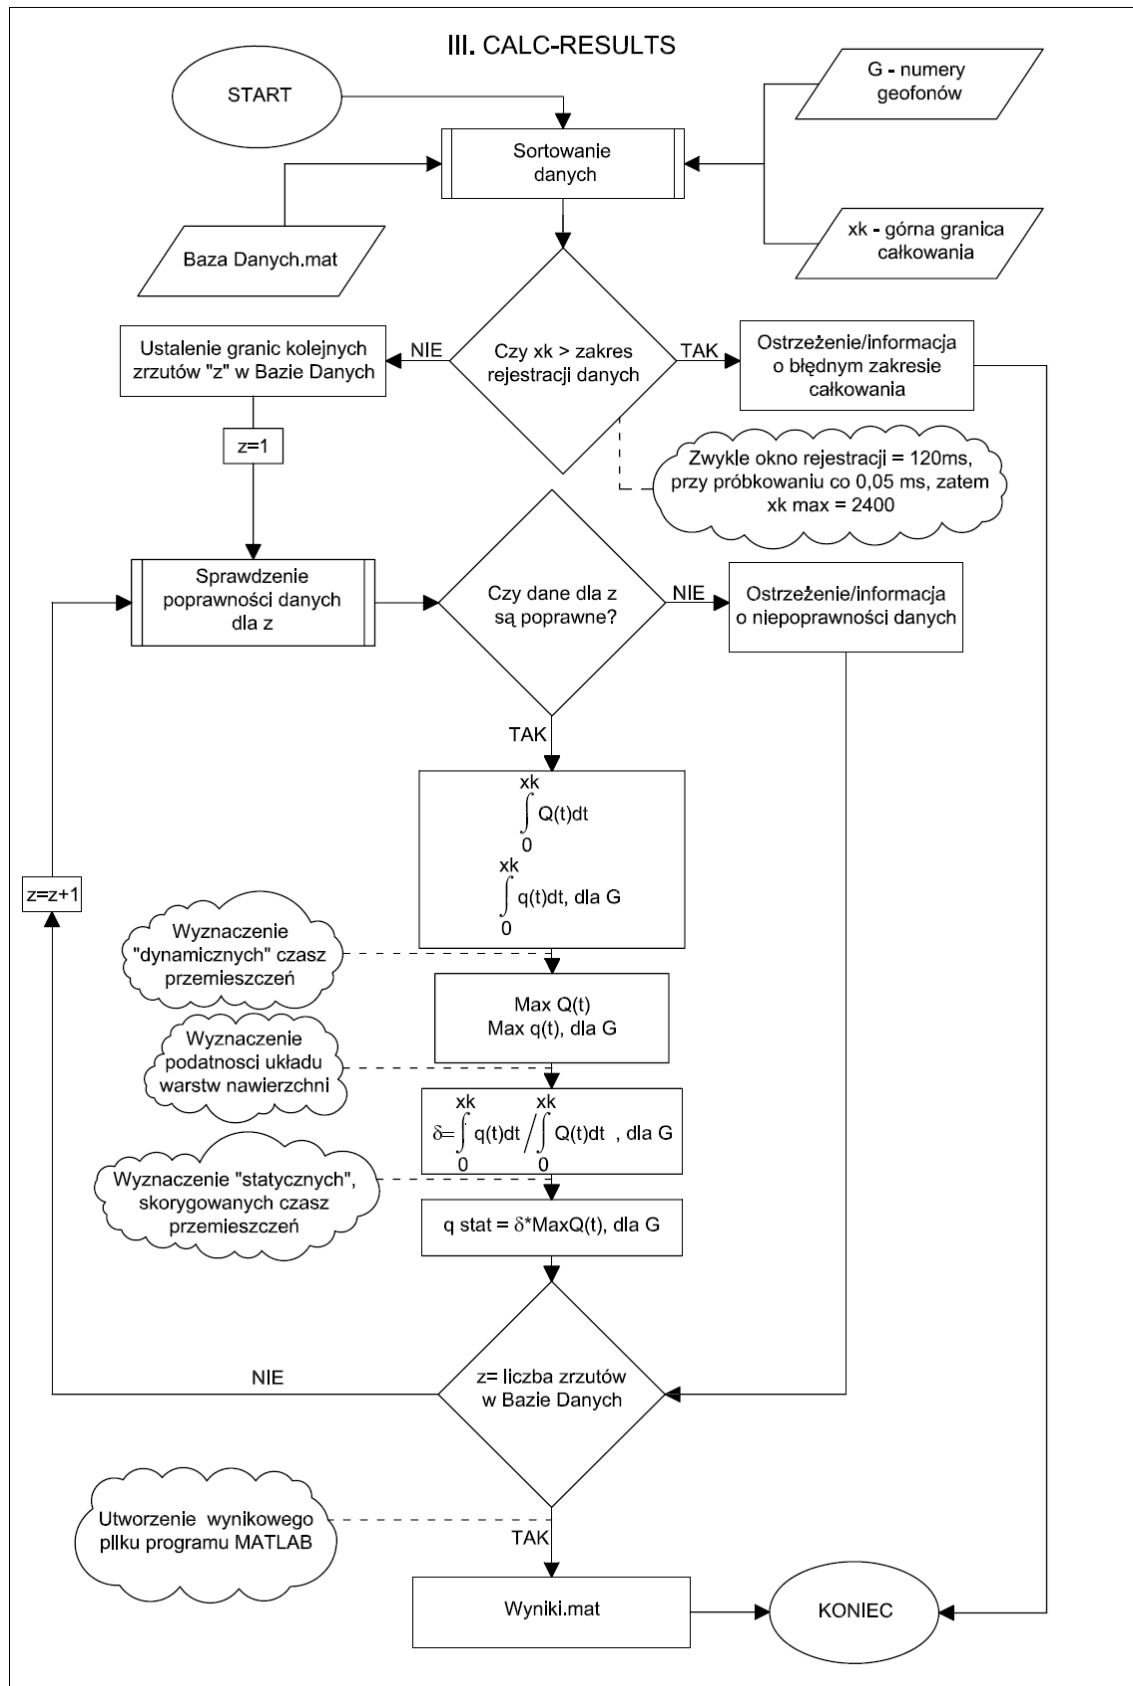 III. CALC-RESULTS
START
G - numery
geofonów
Sortowanie
danych
xk - górna granica
całkowania
Baza Danych.mat
Ustalenie granic kolejnych
zrzutów "z" w Bazie Danych
NIE
Czy xk > zakres
rejestracji danych
TAK
Ostrzeżenie/informacja
o błędnym zakresie
całkowania
z=1
Zwykle okno rejestracji = 120ms,
przy próbkowaniu co 0,05 ms, zatem
xk max = 2400
Sprawdzenie
poprawności danych
dla z
Czy dane dla z
są poprawne?
NIE
Ostrzeżenie/informacja
o niepoprawności danych
TAK
xk
∫ Q(t)dt
0
xk
∫ q(t)dt, dla G
0
z=z+1
Wyznaczenie
"dynamicznych" czasz
przemieszczeń
Max Q(t)
Max q(t), dla G
Wyznaczenie
podatnosci układu
warstw nawierzchni
xk xk
δ=∫ q(t)dt / ∫ Q(t)dt , dla G
0 0
Wyznaczenie "statycznych",
skorygowanych czasz
przemieszczeń
q stat = δ*MaxQ(t), dla G
NIE
z= liczba zrzutów
w Bazie Danych
Utworzenie wynikowego
plIku programu MATLAB
TAK
Wyniki.mat
KONIEC